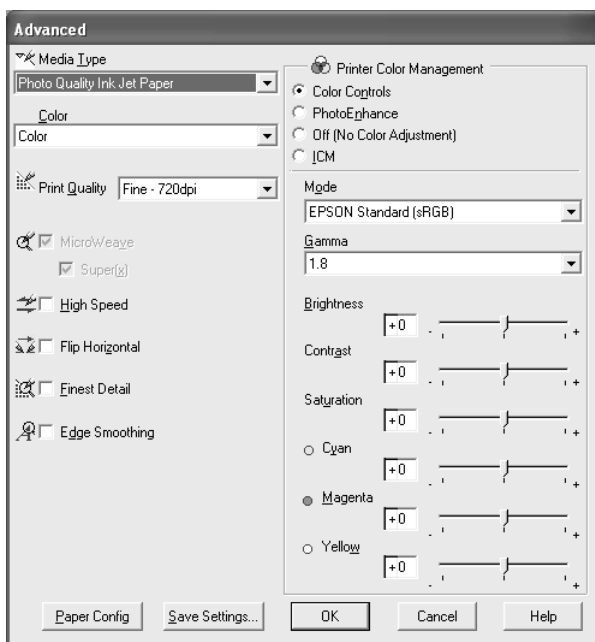 Advanced
Media Type
Photo Quality Ink Jet Paper
Color
Color
Print Quality Fine - 720dpi
MicroWeave
Super(x)
High Speed
Flip Horizontal
Finest Detail
Edge Smoothing
Printer Color Management
Color Controls
PhotoEnhance
Off (No Color Adjustment)
ICM
Mode
EPSON Standard (sRGB)
Gamma
1.8
Brightness
+0 - +
Contrast
+0 - +
Saturation
+0 - +
Cyan
+0 - +
Magenta
+0 - +
Yellow
+0 - +
Paper Config Save Settings... OK Cancel Help